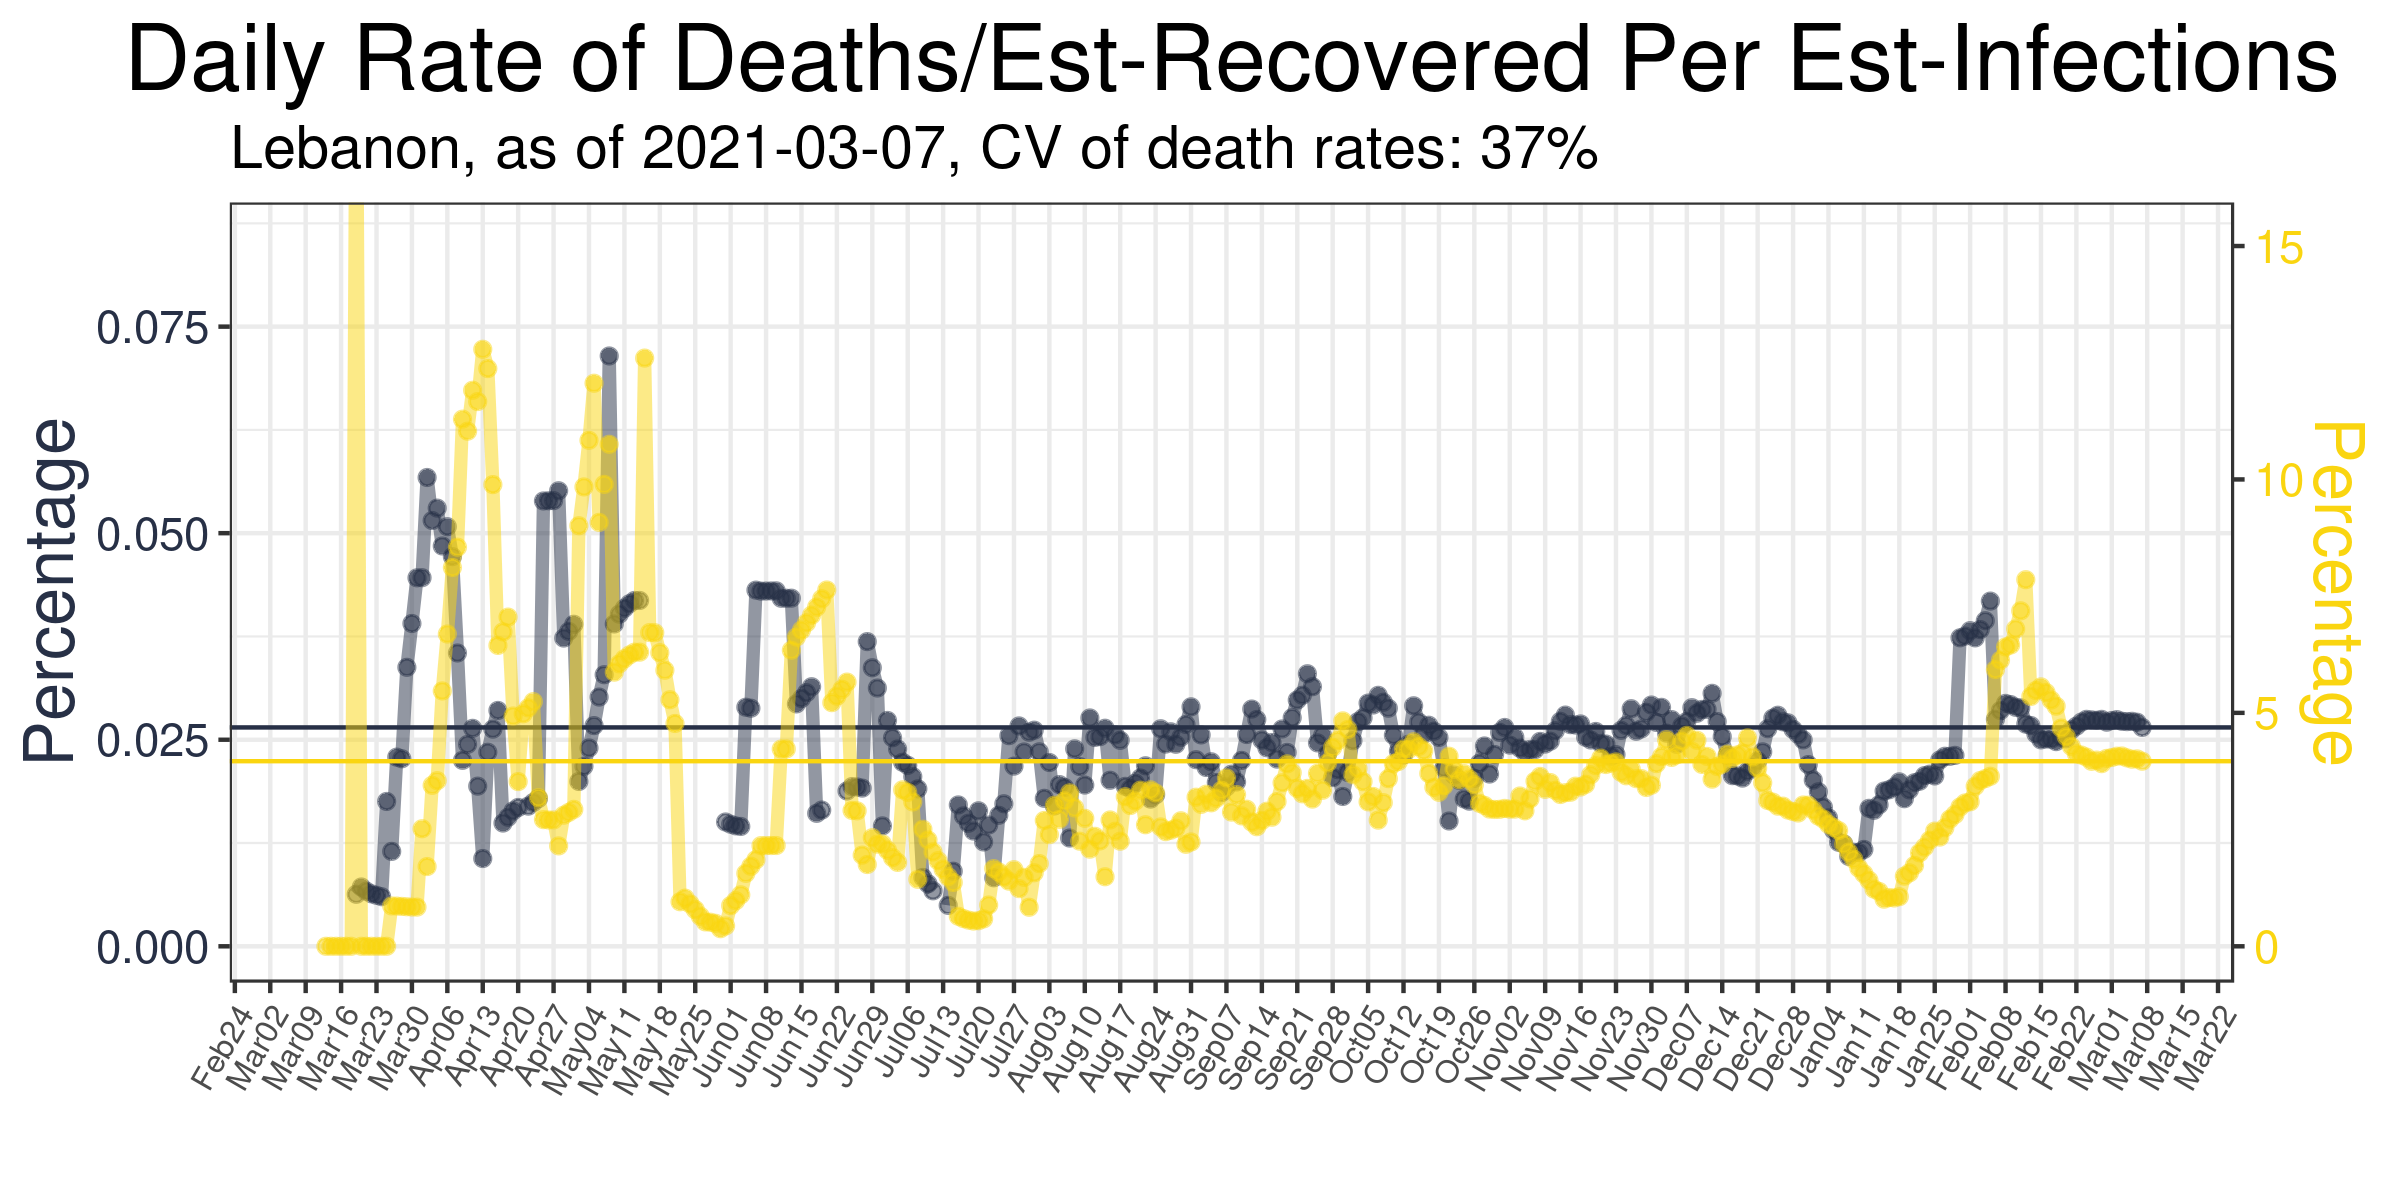 Daily Rate of Deaths/Est-Recovered Per Est-Infections
Lebanon, as of 2021-03-07, CV of death rates: 37%
Percentage
0.075
0.050
0.025
0.000
15
10
5
0
Percentage
Feb24
Mar02
Mar09
Mar16
Mar23
Mar30
Apr06
Apr13
Apr20
Apr27
May04
May11
May18
May25
Jun01
Jun08
Jun15
Jun22
Jun29
Jul06
Jul13
Jul20
Jul27
Aug03
Aug10
Aug17
Aug24
Aug31
Sep07
Sep14
Sep21
Sep28
Oct05
Oct12
Oct19
Oct26
Nov02
Nov09
Nov16
Nov23
Nov30
Dec07
Dec14
Dec21
Dec28
Jan04
Jan11
Jan18
Jan25
Feb01
Feb08
Feb15
Feb22
Mar01
Mar08
Mar15
Mar22